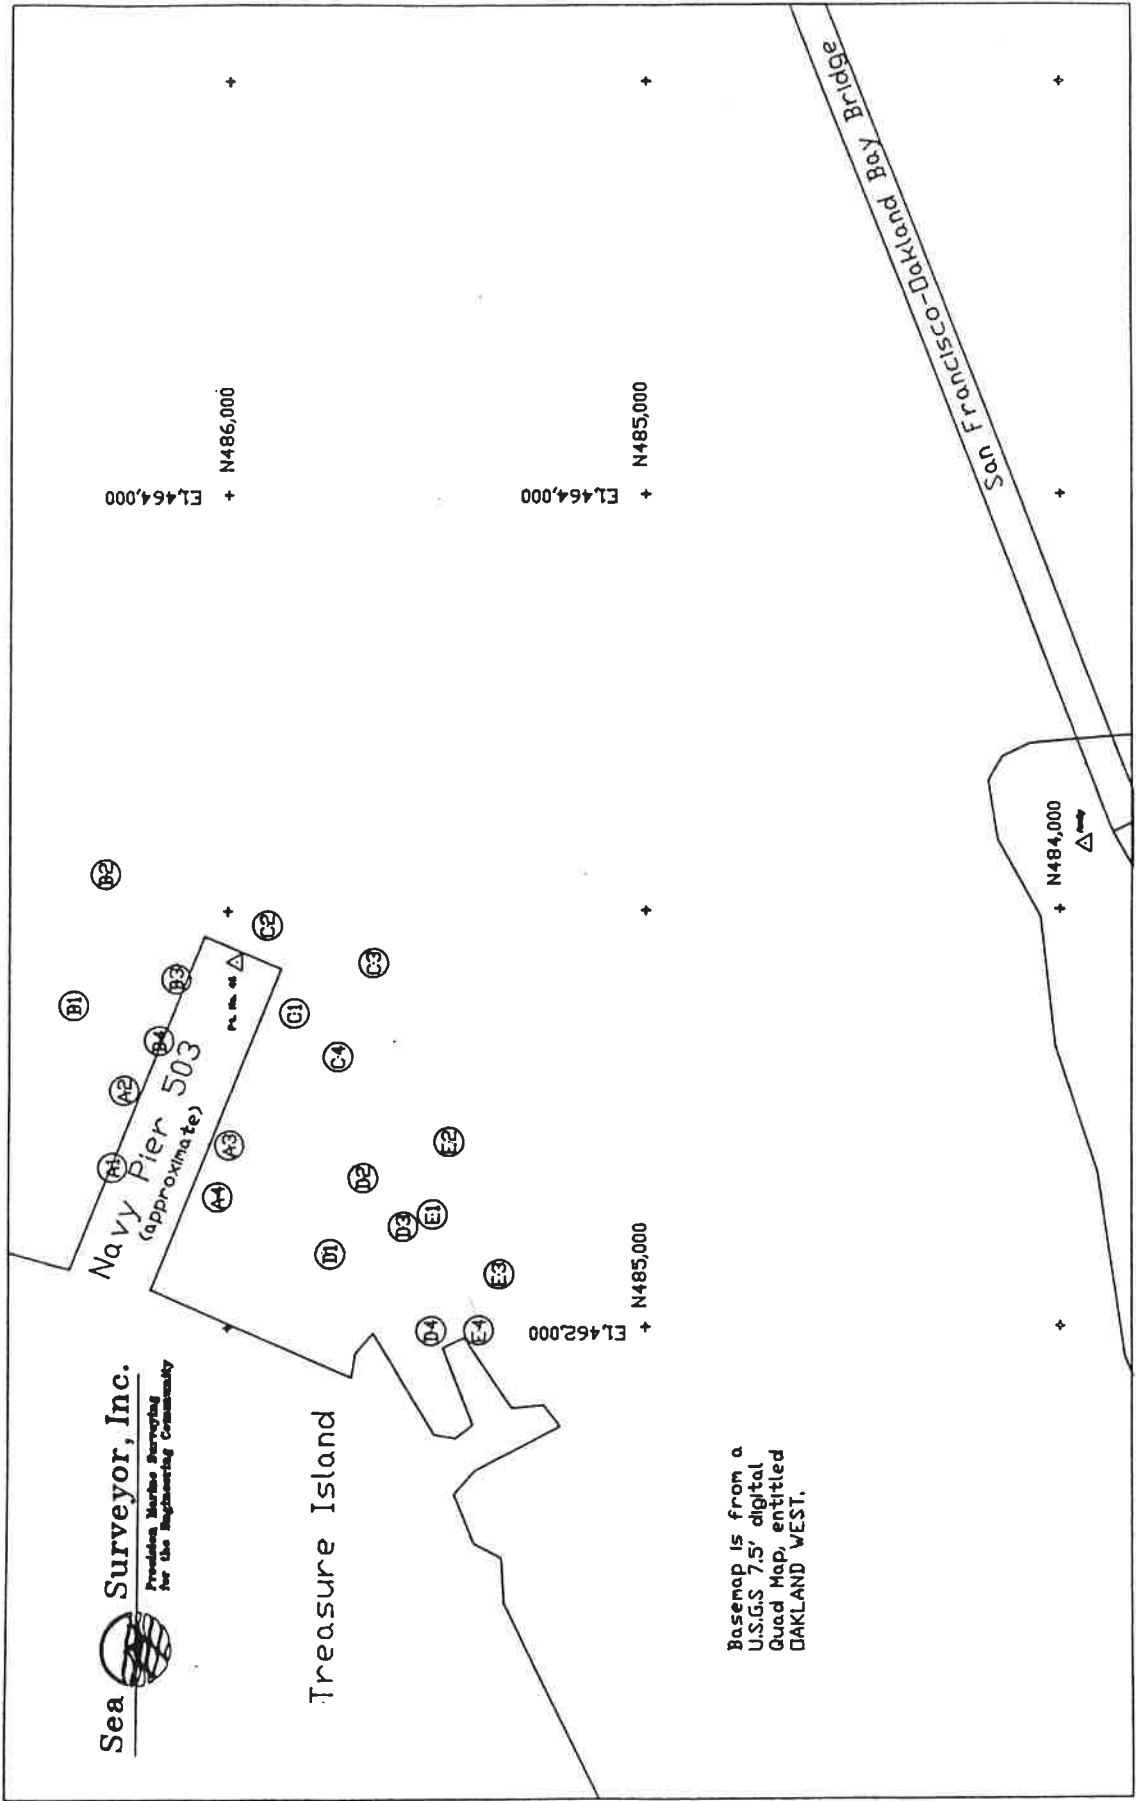 Sea Surveyor, Inc.
Precision Marine Surveying
for the Engineering Community
Treasure Island
Navy Pier 503
(approximate)
Pt. No. 46
A1
A2
A3
A4
B1
B2
B3
B4
C1
C2
C3
C4
D1
D2
D3
D4
E1
E2
E3
E4
E1,464,000
N486,000
E1,464,000
N485,000
E1,462,000
N485,000
N484,000
San Francisco-Oakland Bay Bridge
Basemap is from a
U.S.G.S 7.5' digital
Quad Map, entitled
OAKLAND WEST.